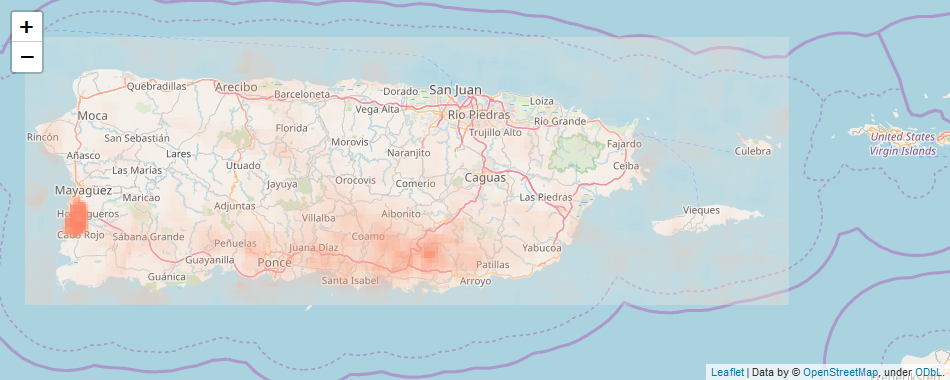 +
−
Quebradillas
Arecibo
Barceloneta
Dorado
San Juan
Loíza
Vega Alta
Río Piedras
Río Grande
Moca
Rincón
San Sebastián
Florida
Morovis
Trujillo Alto
Fajardo
United States
Virgin Islands
Añasco
Lares
Naranjito
Culebra
Las Marías
Utuado
Ceiba
Mayagüez
Maricao
Jayuya
Orocovis
Comerío
Caguas
Las Piedras
Adjuntas
Villalba
Aibonito
Vieques
Cabo Rojo
Sábana Grande
Peñuelas
Juana Díaz
Coamo
Yabucoa
Guayanilla
Ponce
Patillas
Guánica
Santa Isabel
Arroyo
Leaflet | Data by © OpenStreetMap, under ODbL.